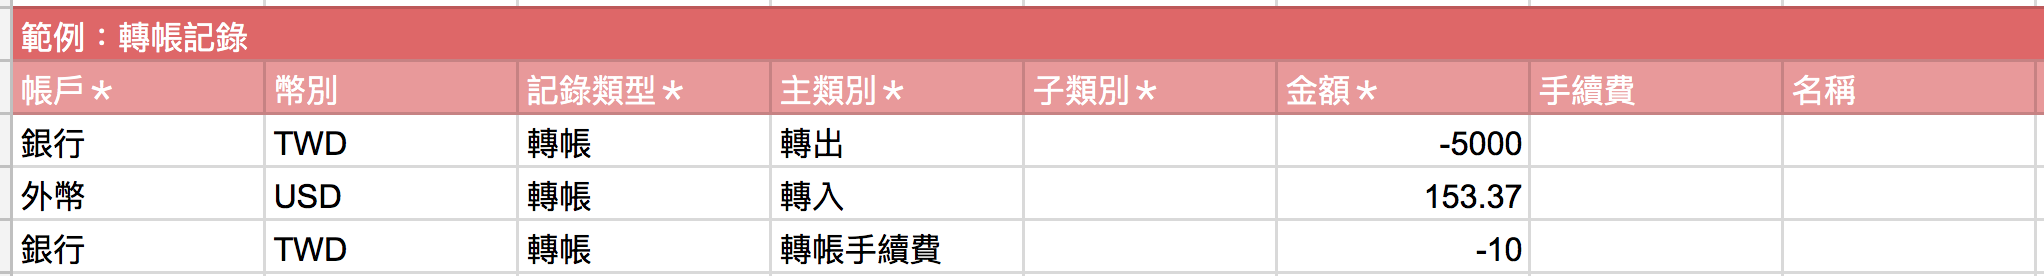 範例：轉帳記錄
帳戶* 幣別 記錄類型* 主類別* 子類別* 金額* 手續費 名稱
銀行 TWD 轉帳 轉出 -5000
外幣 USD 轉帳 轉入 153.37
銀行 TWD 轉帳 轉帳手續費 -10